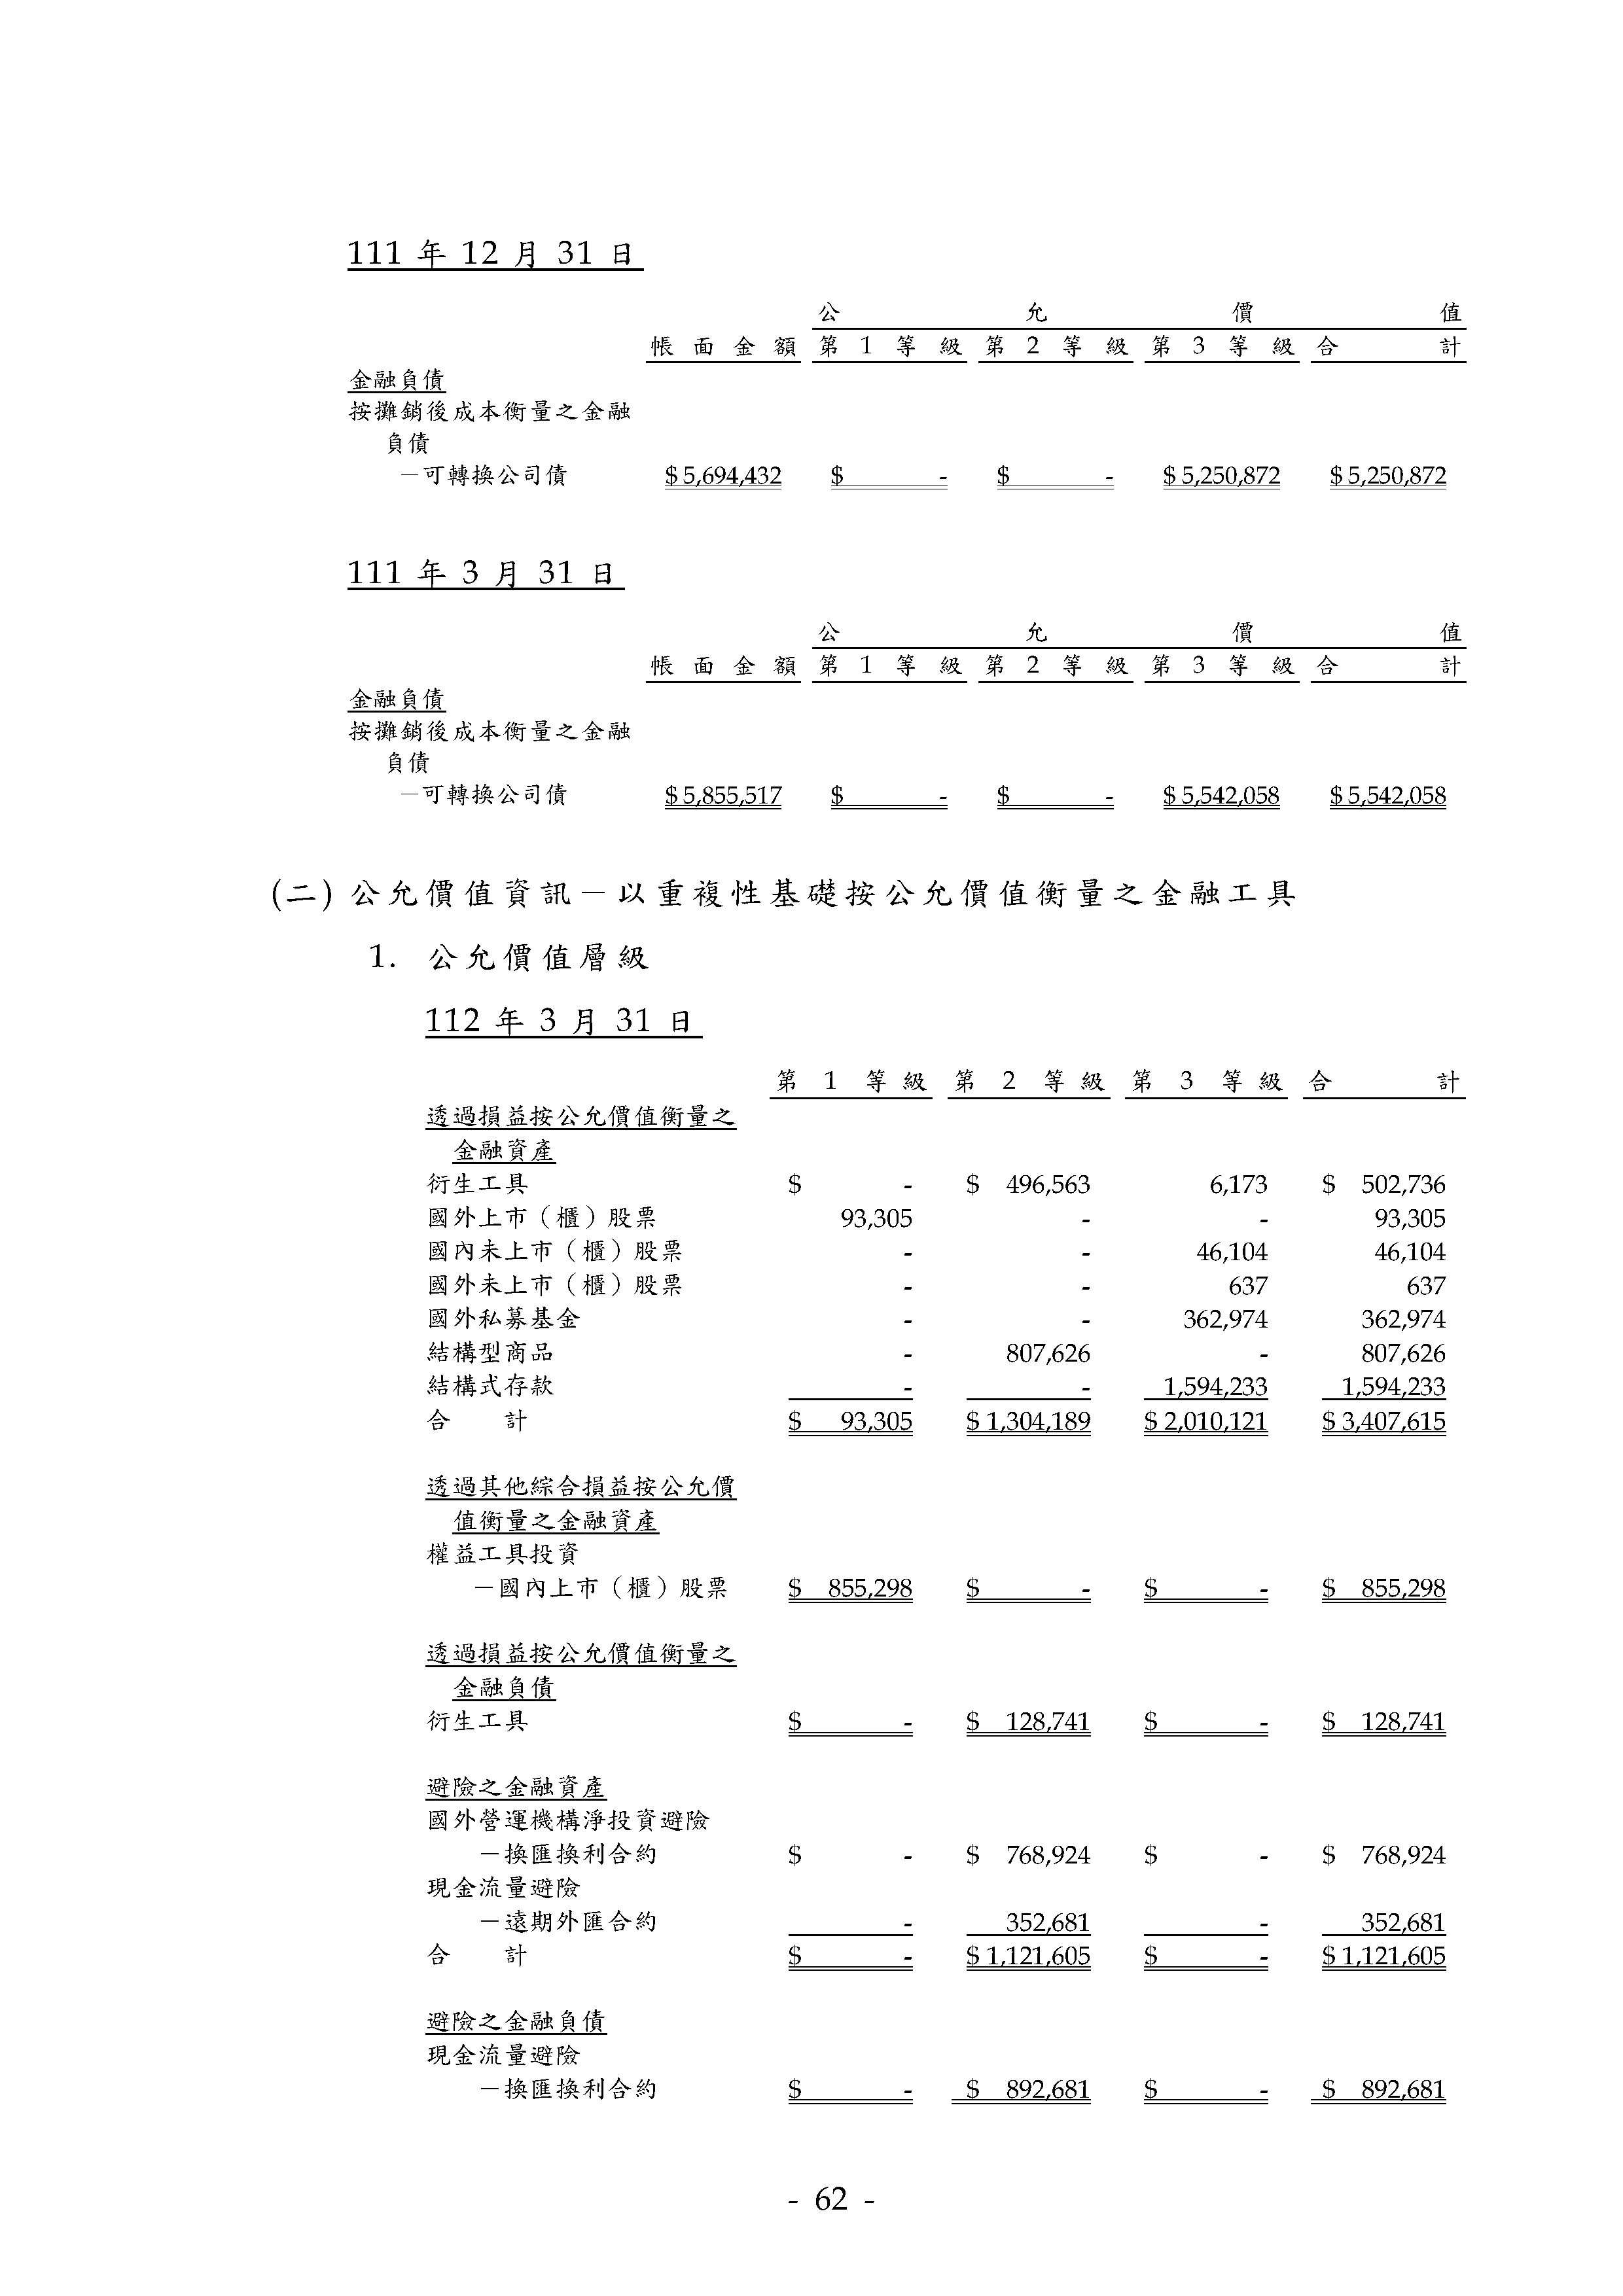 111 年 12 月 31 日
公 允 價 值
帳面金額 第 1 等級 第 2 等級 第 3 等級 合計
金融負債
按攤銷後成本衡量之金融
負債
－可轉換公司債 $ 5,694,432 $ - $ - $ 5,250,872 $ 5,250,872
111 年 3 月 31 日
公 允 價 值
帳面金額 第 1 等級 第 2 等級 第 3 等級 合計
金融負債
按攤銷後成本衡量之金融
負債
－可轉換公司債 $ 5,855,517 $ - $ - $ 5,542,058 $ 5,542,058
(二) 公允價值資訊－以重複性基礎按公允價值衡量之金融工具
1. 公允價值層級
112 年 3 月 31 日
第 1 等級 第 2 等級 第 3 等級 合計
透過損益按公允價值衡量之
金融資產
衍生工具 $ - $ 496,563 6,173 $ 502,736
國外上市（櫃）股票 93,305 - - 93,305
國內未上市（櫃）股票 - - 46,104 46,104
國外未上市（櫃）股票 - - 637 637
國外私募基金 - - 362,974 362,974
結構型商品 - 807,626 - 807,626
結構式存款 - - 1,594,233 1,594,233
合計 $ 93,305 $ 1,304,189 $ 2,010,121 $ 3,407,615
透過其他綜合損益按公允價
值衡量之金融資產
權益工具投資
－國內上市（櫃）股票 $ 855,298 $ - $ - $ 855,298
透過損益按公允價值衡量之
金融負債
衍生工具 $ - $ 128,741 $ - $ 128,741
避險之金融資產
國外營運機構淨投資避險
－換匯換利合約 $ - $ 768,924 $ - $ 768,924
現金流量避險
－遠期外匯合約 - 352,681 - 352,681
合計 $ - $ 1,121,605 $ - $ 1,121,605
避險之金融負債
現金流量避險
－換匯換利合約 $ - $ 892,681 $ - $ 892,681
- 62 -